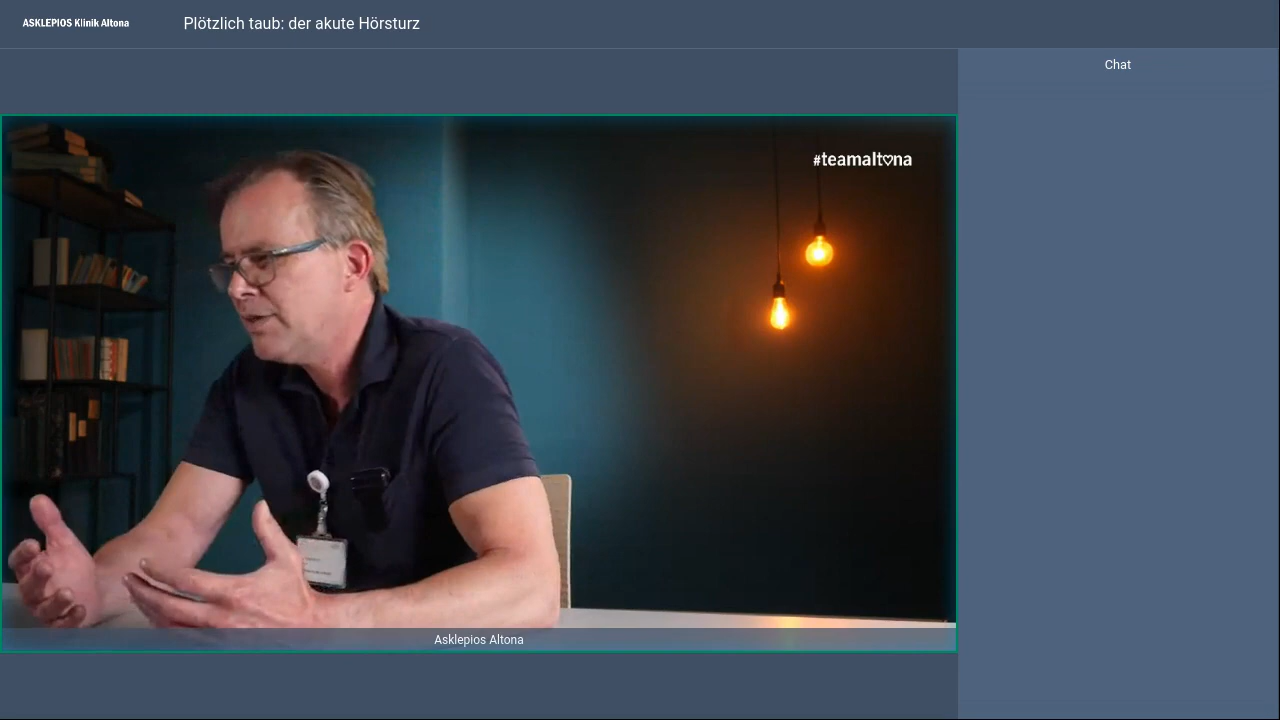 ASKLEPIOS Klinik Altona
Plötzlich taub: der akute Hörsturz
Chat
#teamaltona
Asklepios Altona